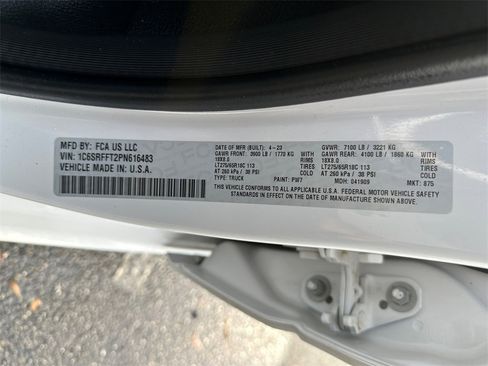 MFD BY: FCA US LLC
VIN: 1C6SRFFT2PN616483
VEHICLE MADE IN: U.S.A.
DATE OF MANUFACTURE (MFR): 4-23
GAWR FRONT: 3900 LB / 1770 KG WITH
18X8.0 RIMS
LT275/65R18C 113 TIRES
AT 260 kPa / 38 PSI COLD
TYPE: TRUCK PAINT: PW7
GVWR: 7100 LB / 3221 KG
GAWR REAR: 4100 LB / 1860 KG WITH
18X8.0 RIMS
LT275/65R18C 113 TIRES
AT 260 kPa / 38 PSI COLD
MDH: 041909 MKT: 875
THIS VEHICLE CONFORMS TO ALL APPLICABLE U.S.A. FEDERAL MOTOR VEHICLE SAFETY
STANDARDS IN EFFECT ON THE DATE OF MANUFACTURE SHOWN ABOVE